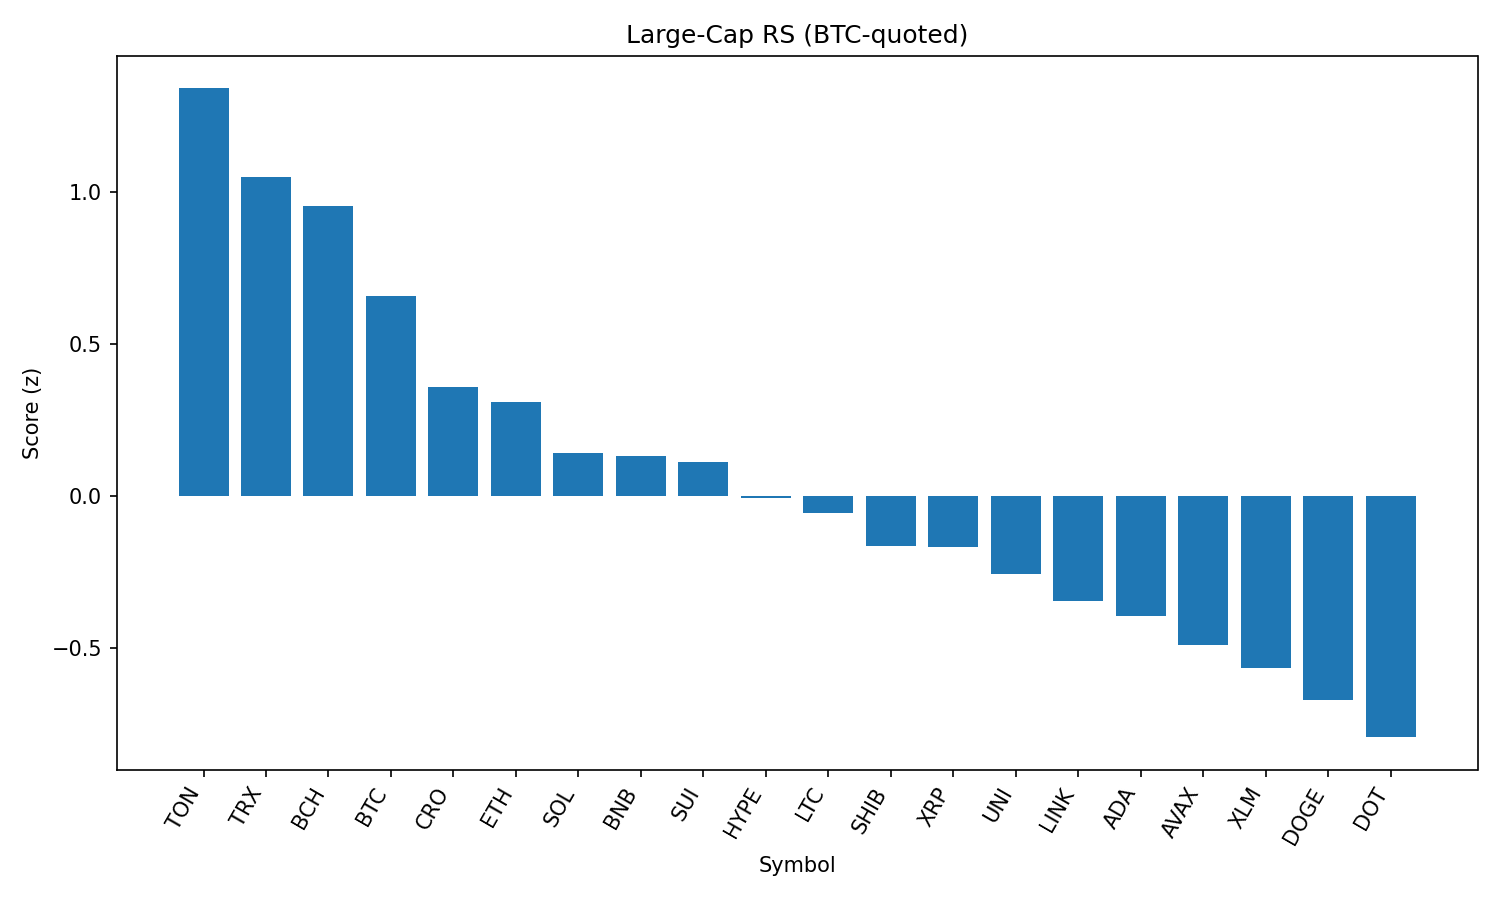 Large-Cap RS (BTC-quoted)
Score (z)
1.0
0.5
0.0
−0.5
TON
TRX
BCH
BTC
CRO
ETH
SOL
BNB
SUI
HYPE
LTC
SHIB
XRP
UNI
LINK
ADA
AVAX
XLM
DOGE
DOT
Symbol